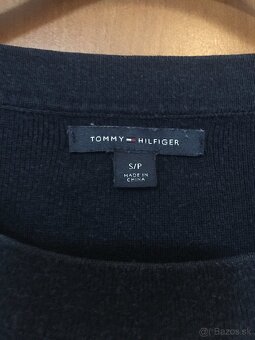 TOMMY HILFIGER
S/P
MADE IN
CHINA
Bazos.sk